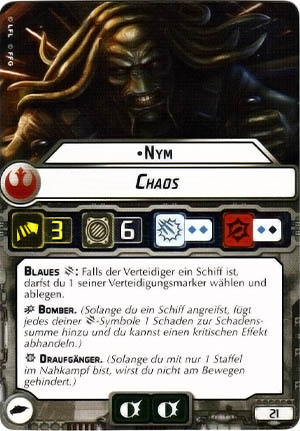 © LFL © FFG
•NYM
CHAOS
3
6
BLAUES : Falls der Verteidiger ein Schiff ist,
darfst du 1 seiner Verteidigungsmarker wählen und
ablegen.
BOMBER. (Solange du ein Schiff angreifst, fügt
jedes deiner -Symbole 1 Schaden zur Schadens-
summe hinzu und du kannst einen kritischen Effekt
abhandeln.)
DRAUFGÄNGER. (Solange du mit nur 1 Staffel
im Nahkampf bist, wirst du nicht am Bewegen
gehindert.)
21